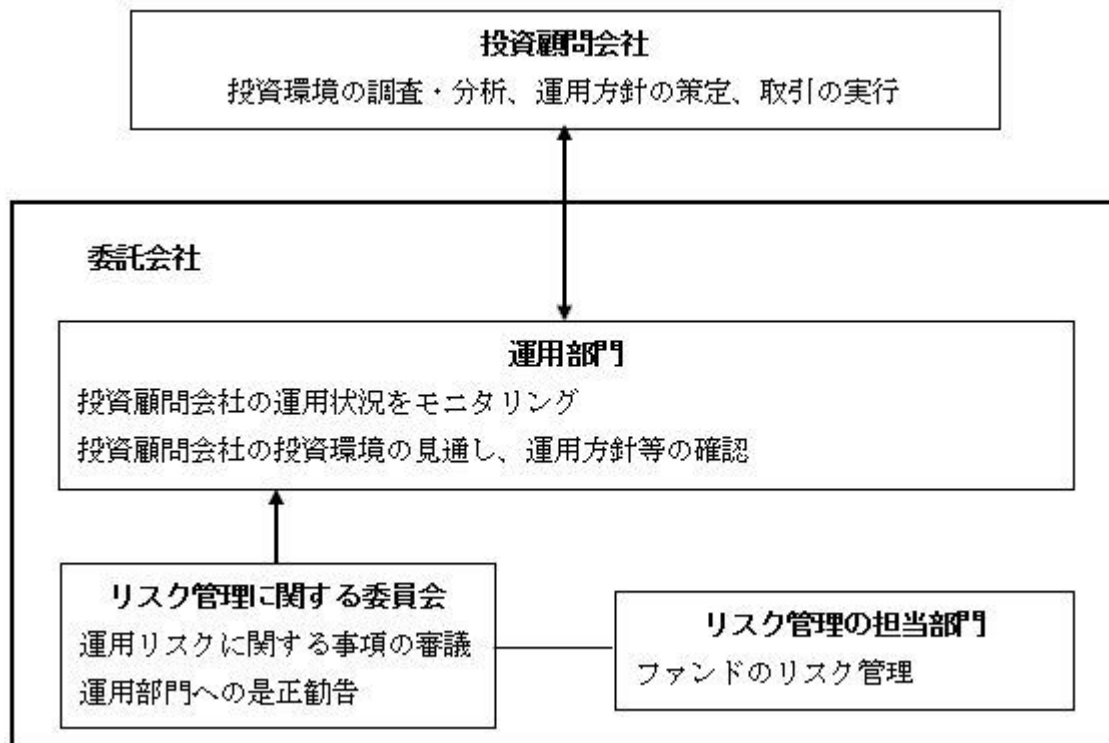 投資顧問会社
投資環境の調査・分析、運用方針の策定、取引の実行
委託会社
運用部門
投資顧問会社の運用状況をモニタリング
投資顧問会社の投資環境の見通し、運用方針等の確認
リスク管理に関する委員会
運用リスクに関する事項の審議
運用部門への是正勧告
リスク管理の担当部門
ファンドのリスク管理